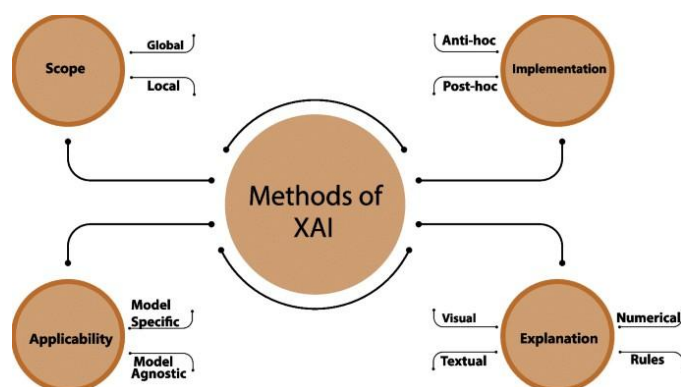 Scope
Global
Local
Anti-hoc
Post-hoc
Implementation
Methods of
XAI
Applicability
Model
Specific
Model
Agnostic
Visual
Textual
Explanation
Numerical
Rules